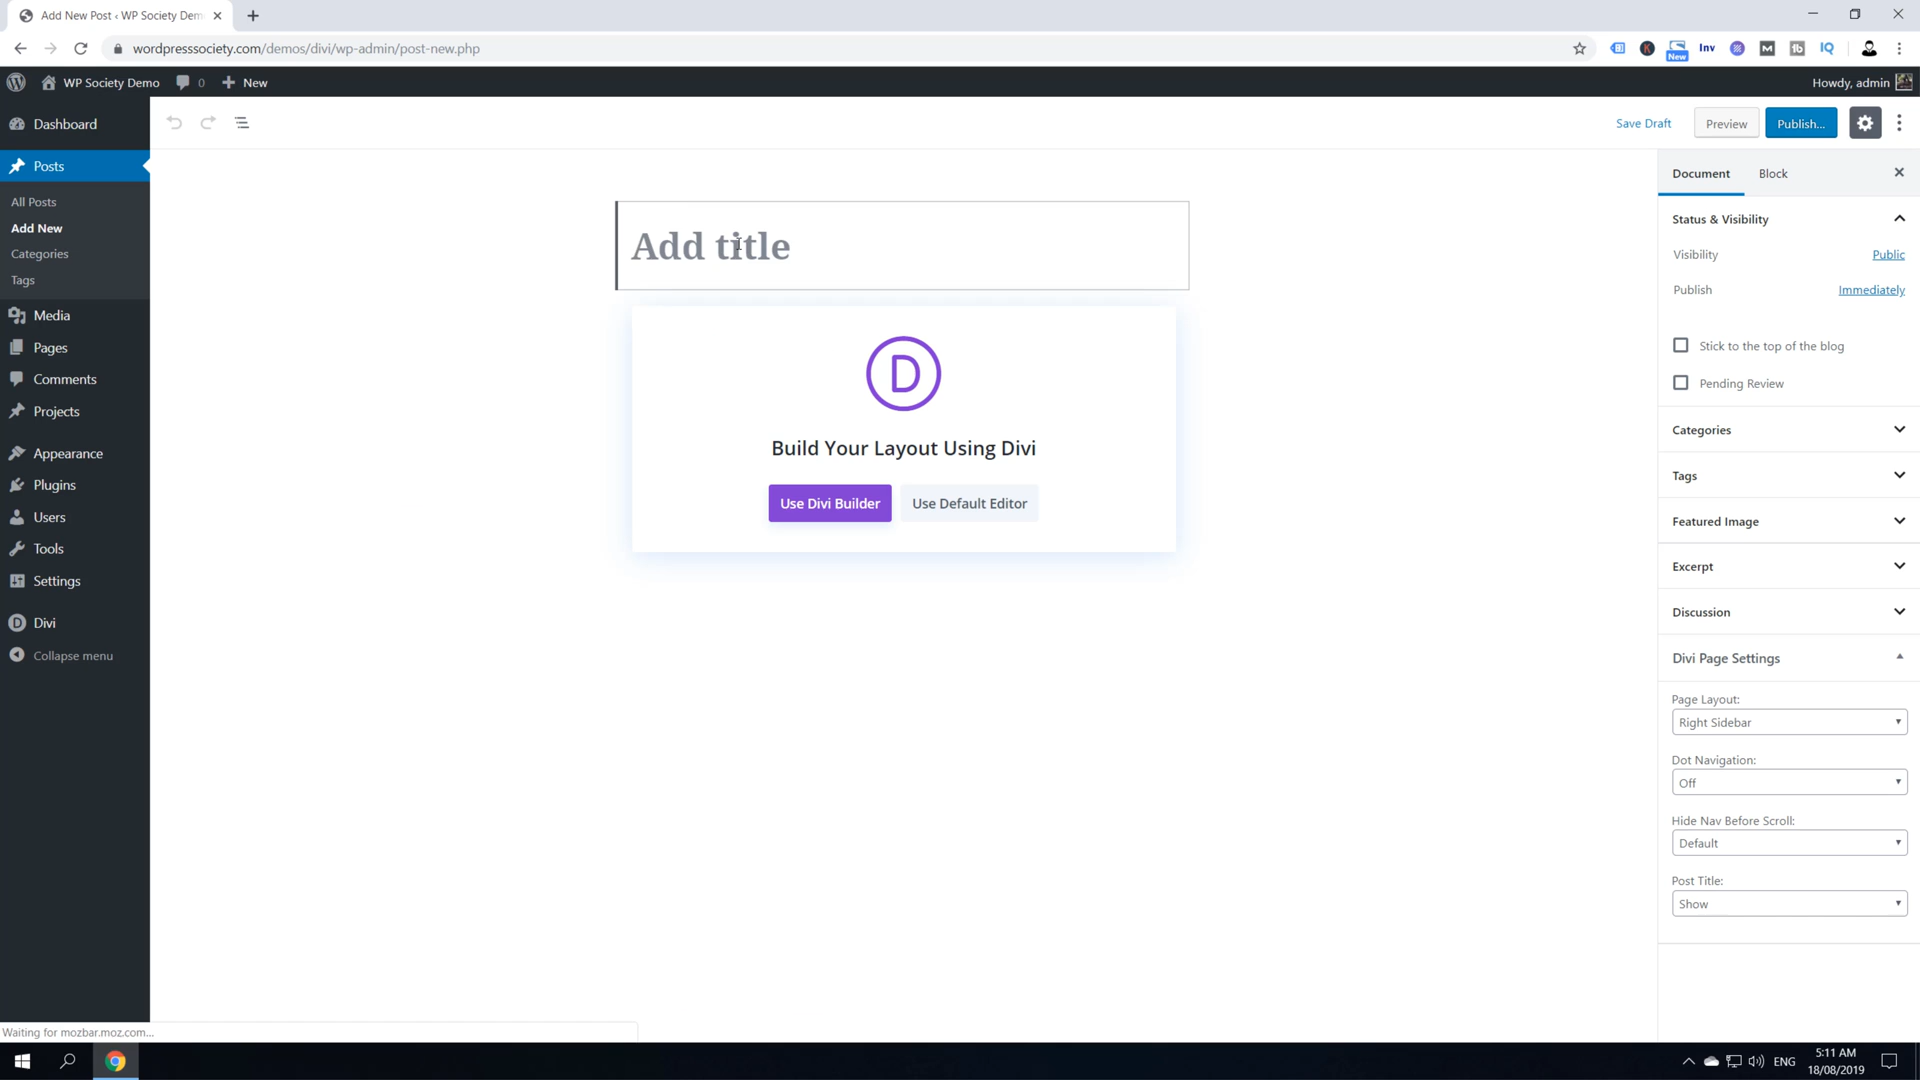 Add New Post ‹ WP Society Dem
wordpresssociety.com/demos/divi/wp-admin/post-new.php
K
New
Inv
M
tb
IQ
WP Society Demo
0
New
Howdy, admin
Dashboard
Posts
All Posts
Add New
Categories
Tags
Media
Pages
Comments
Projects
Appearance
Plugins
Users
Tools
Settings
D Divi
Collapse menu
Save Draft
Preview
Publish...
Add title
D
Build Your Layout Using Divi
Use Divi Builder
Use Default Editor
Document
Block
Status & Visibility
Visibility
Public
Publish
Immediately
Stick to the top of the blog
Pending Review
Categories
Tags
Featured Image
Excerpt
Discussion
Divi Page Settings
Page Layout:
Right Sidebar
Dot Navigation:
Off
Hide Nav Before Scroll:
Default
Post Title:
Show
Waiting for mozbar.moz.com...
ENG
5:11 AM
18/08/2019